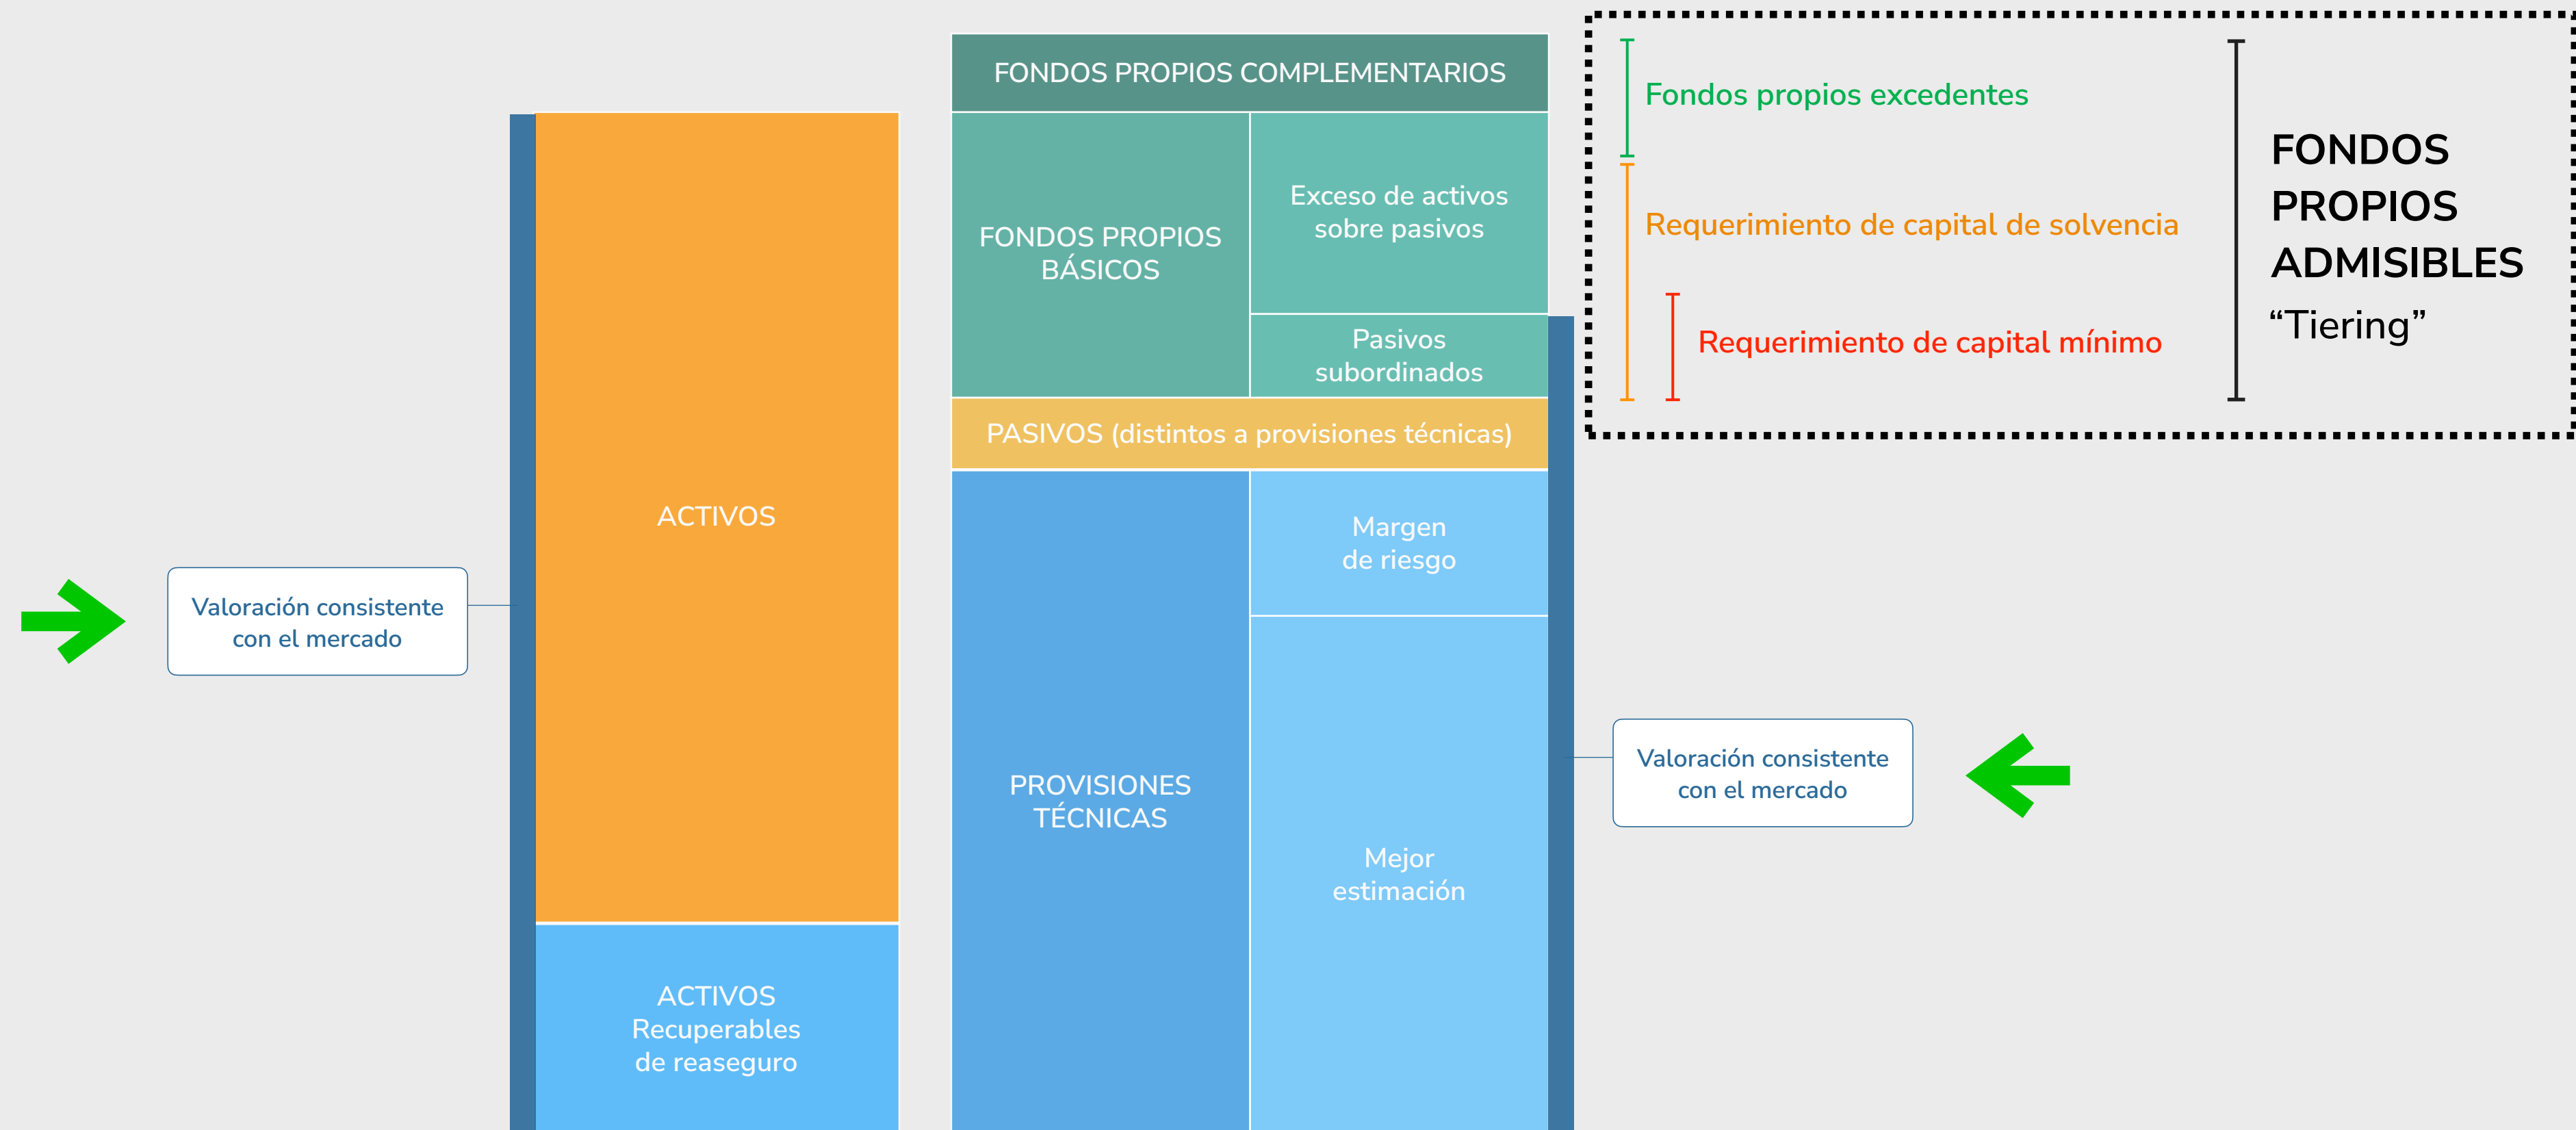 FONDOS PROPIOS COMPLEMENTARIOS
FONDOS PROPIOS
BÁSICOS
Exceso de activos
sobre pasivos
Pasivos
subordinados
PASIVOS (distintos a provisiones técnicas)
PROVISIONES
TÉCNICAS
Margen
de riesgo
Mejor
estimación
ACTIVOS
ACTIVOS
Recuperables
de reaseguro
Valoración consistente
con el mercado
Valoración consistente
con el mercado
Fondos propios excedentes
Requerimiento de capital de solvencia
Requerimiento de capital mínimo
FONDOS
PROPIOS
ADMISIBLES
“Tiering”